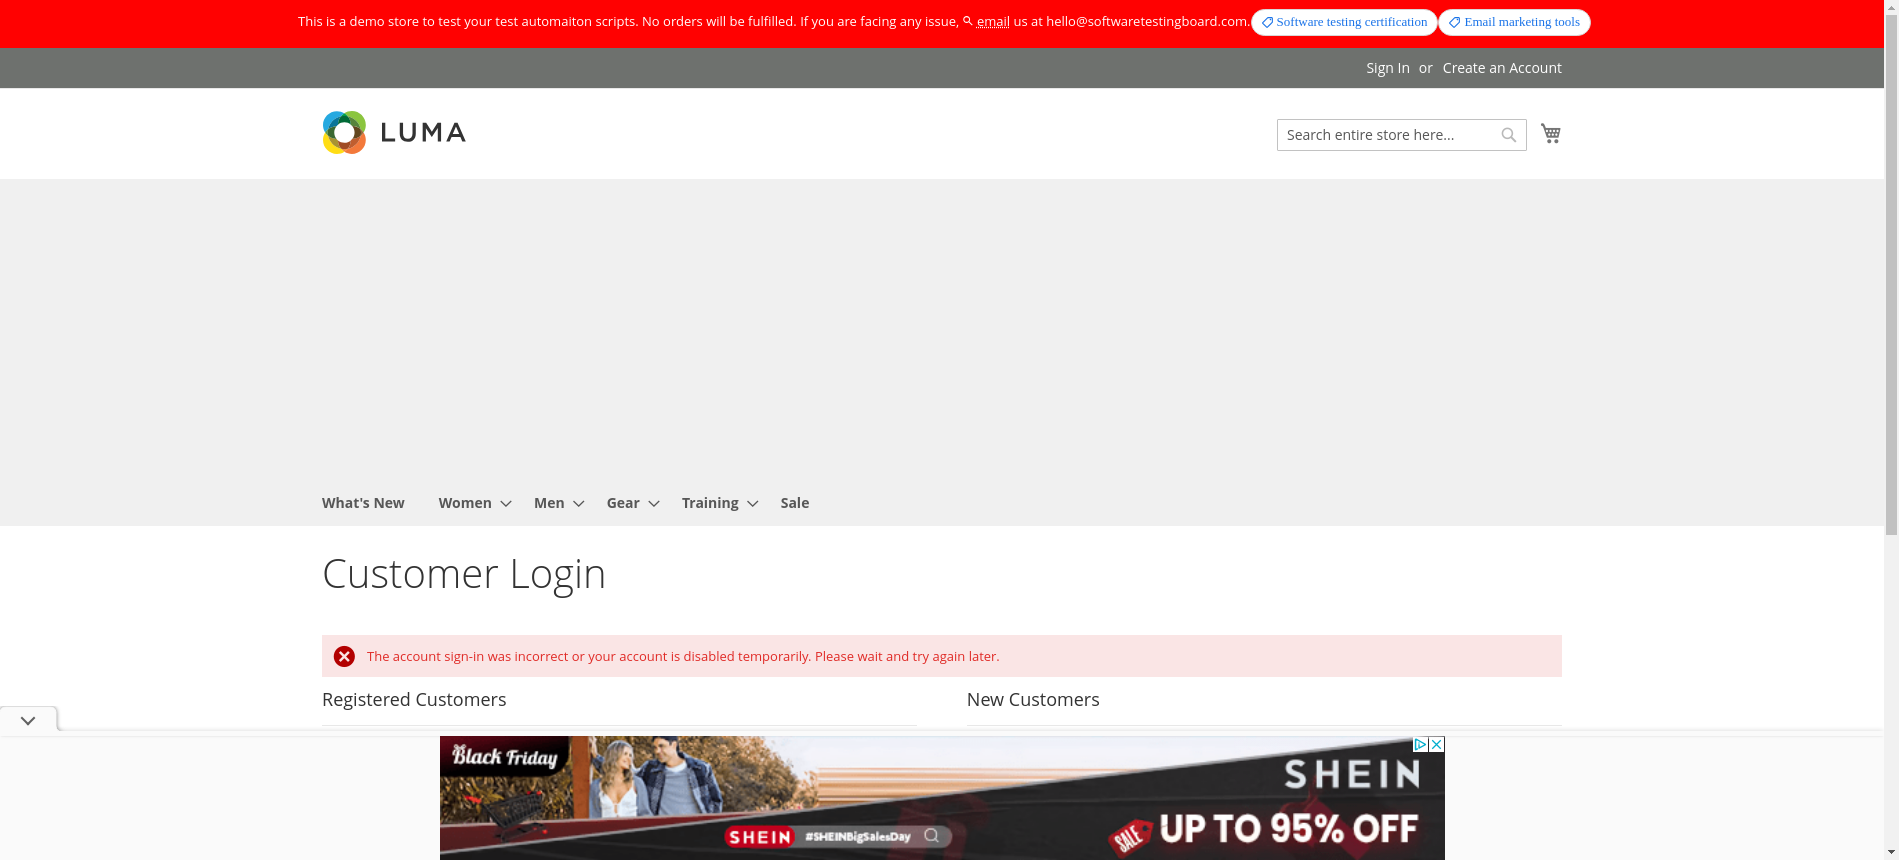 This is a demo store to test your test automaiton scripts. No orders will be fulfilled. If you are facing any issue, email us at hello@softwaretestingboard.com. Software testing certification Email marketing tools
Sign In or Create an Account
LUMA
Search entire store here...
What's New Women Men Gear Training Sale
Customer Login
The account sign-in was incorrect or your account is disabled temporarily. Please wait and try again later.
Registered Customers
New Customers
Black Friday
SHEIN
SHEIN #SHEINBigSalesDay
SALE UP TO 95% OFF